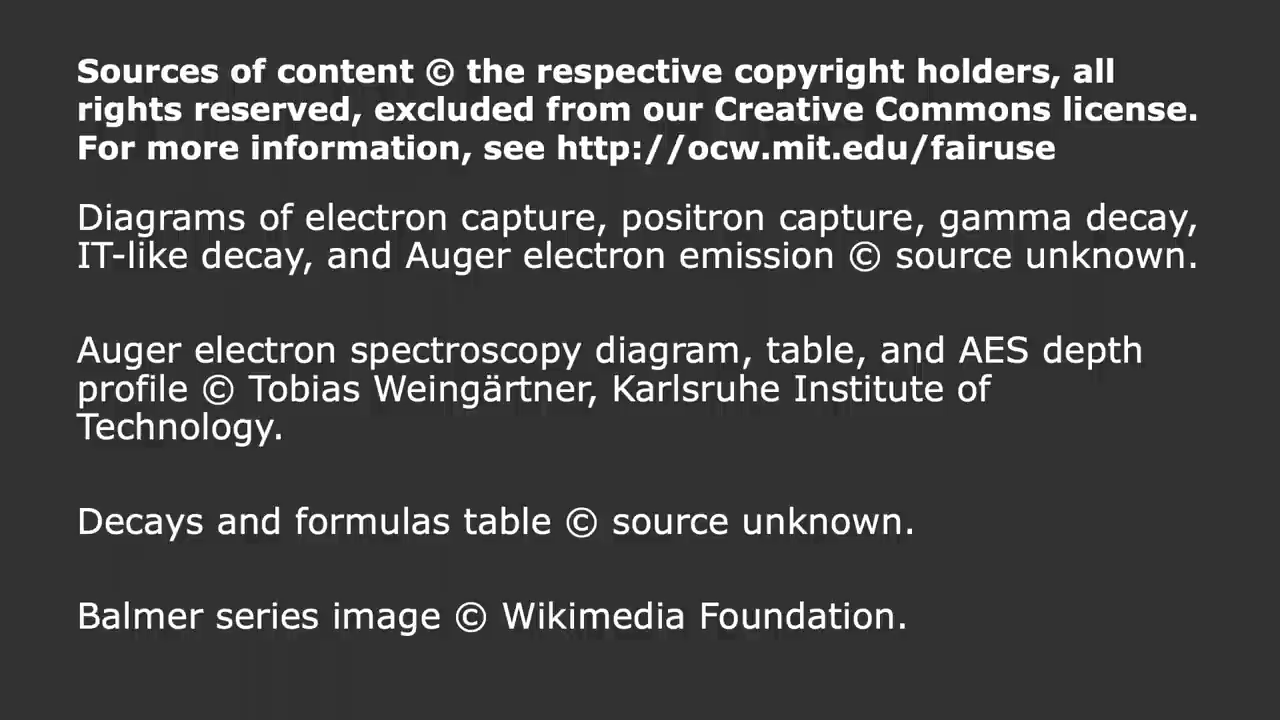 Sources of content © the respective copyright holders, all
rights reserved, excluded from our Creative Commons license.
For more information, see http://ocw.mit.edu/fairuse
Diagrams of electron capture, positron capture, gamma decay,
IT-like decay, and Auger electron emission © source unknown.
Auger electron spectroscopy diagram, table, and AES depth
profile © Tobias Weingärtner, Karlsruhe Institute of
Technology.
Decays and formulas table © source unknown.
Balmer series image © Wikimedia Foundation.